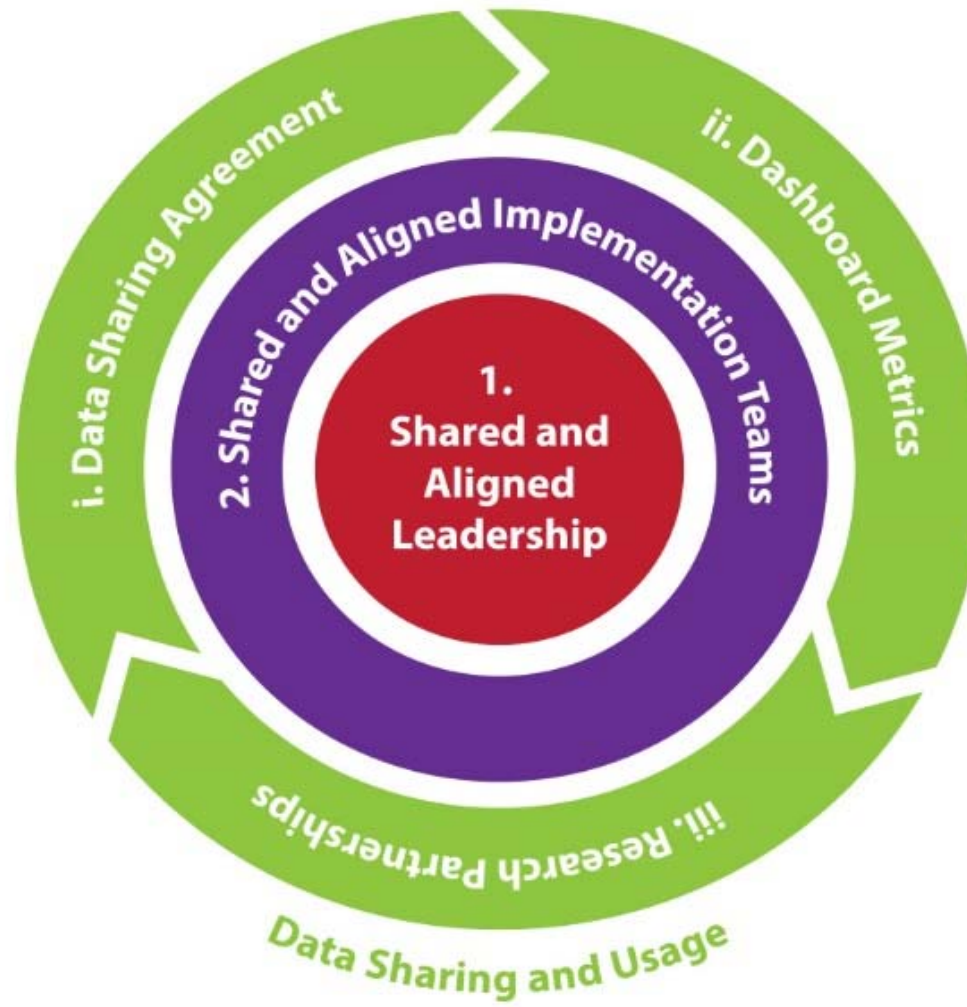 i. Data Sharing Agreement
ii. Dashboard Metrics
iii. Research Partnerships
2. Shared and Aligned Implementation Teams
1.
Shared and
Aligned
Leadership
Data Sharing and Usage